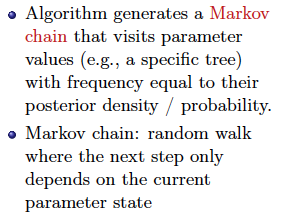 Algorithm generates a Markov
chain that visits parameter
values (e.g., a specific tree)
with frequency equal to their
posterior density / probability.
Markov chain: random walk
where the next step only
depends on the current
parameter state